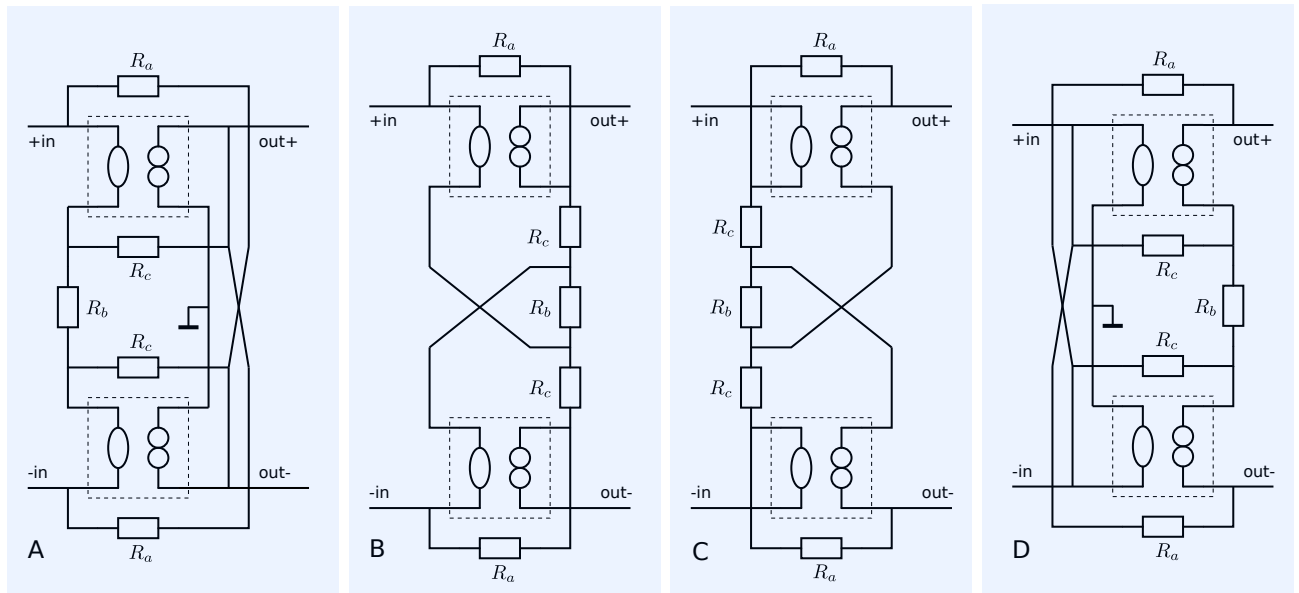 R_a
+in
out+
R_c
R_b
R_c
-in
out-
A
R_a
R_a
+in
out+
R_c
R_b
R_c
-in
out-
B
R_a
R_a
+in
out+
R_c
R_b
R_c
-in
out-
C
R_a
R_a
+in
out+
R_c
R_b
R_c
-in
out-
D
R_a